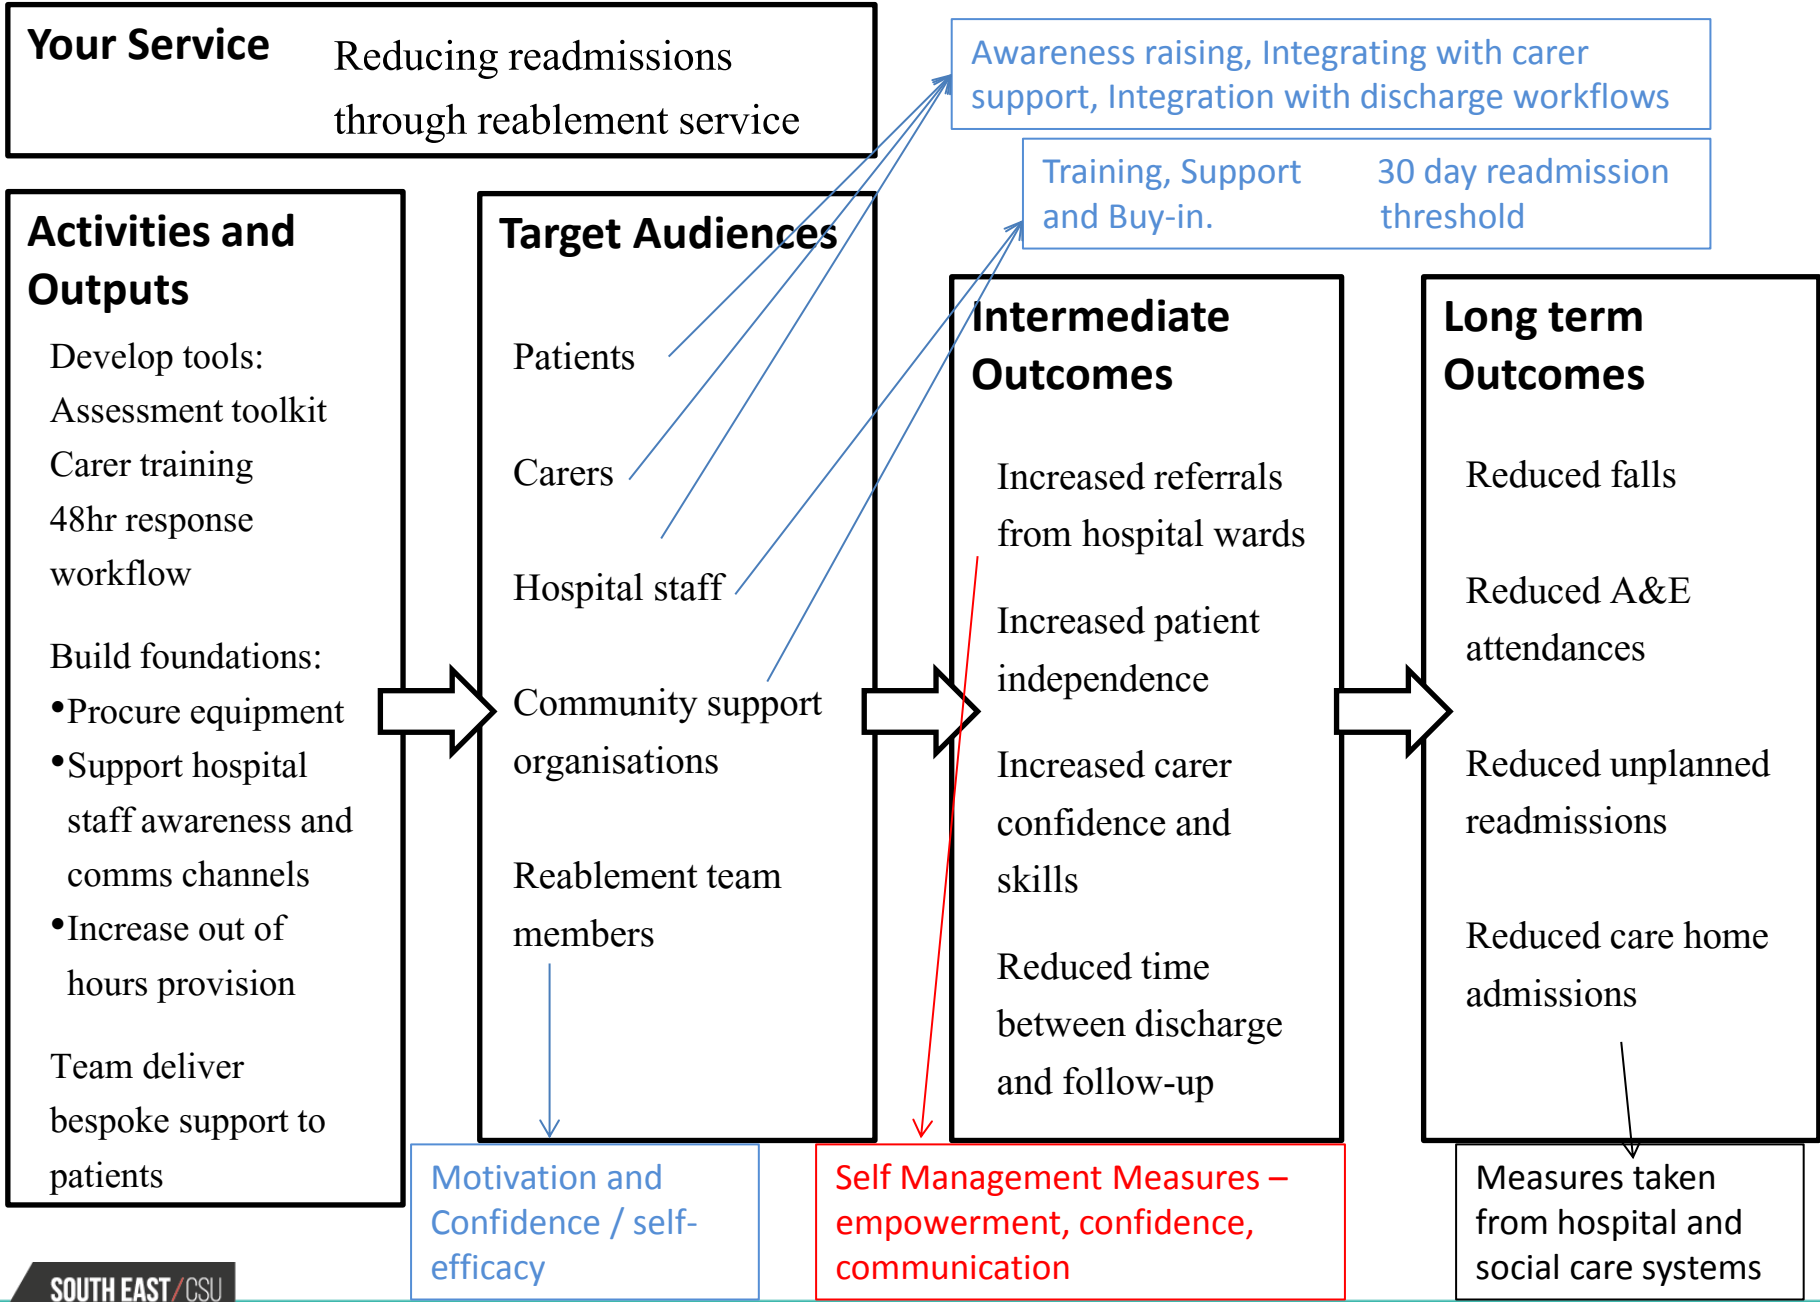 Your Service
Reducing readmissions
through reablement service
Awareness raising, Integrating with carer
support, Integration with discharge workflows
Training, Support
and Buy-in.
30 day readmission
threshold
Activities and
Outputs
Develop tools:
Assessment toolkit
Carer training
48hr response
workflow
Build foundations:
•Procure equipment
•Support hospital
staff awareness and
comms channels
•Increase out of
hours provision
Team deliver
bespoke support to
patients
Target Audiences
Patients
Carers
Hospital staff
Community support
organisations
Reablement team
members
Intermediate
Outcomes
Increased referrals
from hospital wards
Increased patient
independence
Increased carer
confidence and
skills
Reduced time
between discharge
and follow-up
Long term
Outcomes
Reduced falls
Reduced A&E
attendances
Reduced unplanned
readmissions
Reduced care home
admissions
Motivation and
Confidence / self-
efficacy
Self Management Measures –
empowerment, confidence,
communication
Measures taken
from hospital and
social care systems
SOUTH EAST/CSU